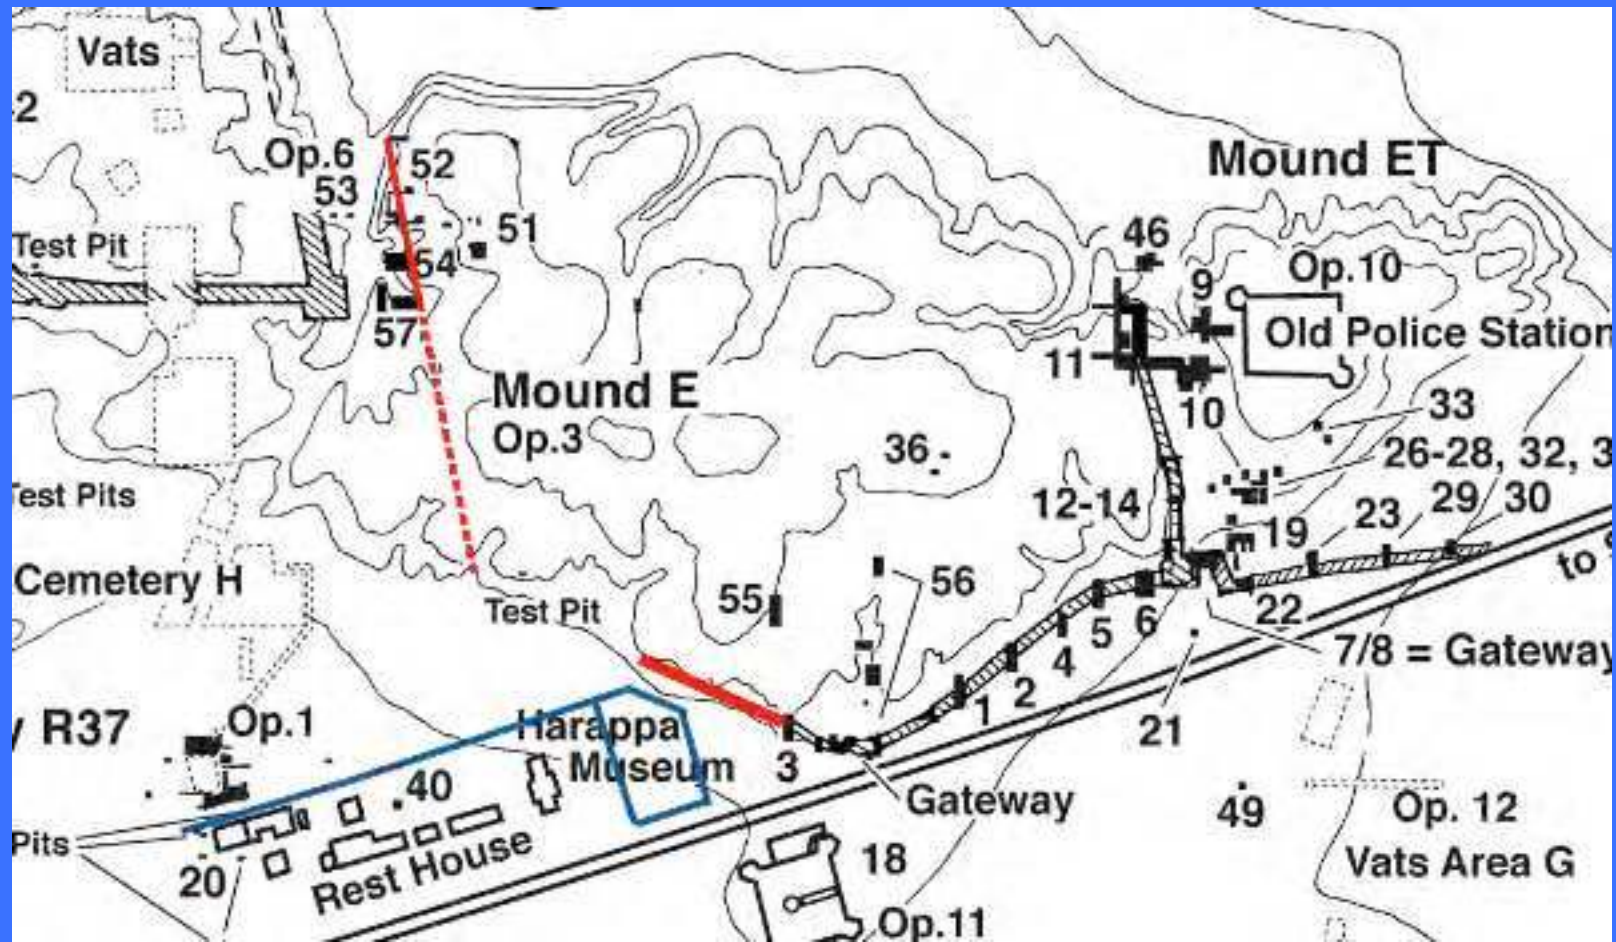 Vats
-2
Op.6
52
53
51
54
57
Test Pit
Mound ET
46
Op.10
9
Old Police Station
11
10
Mound E
Op.3
36
33
26-28, 32, 3
12-14
23
29
30
19
Test Pits
Cemetery H
Test Pit
55
56
5
6
22
4
7/8 = Gateway
to
2
1
21
R37
Op.1
Harappa
Museum
3
40
Gateway
49
Op. 12
Pits
Rest House
20
18
Vats Area G
Op.11